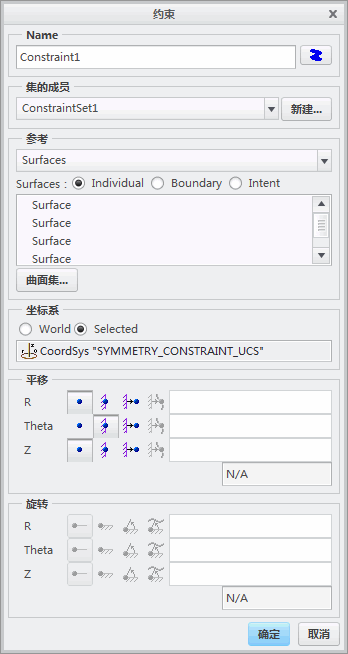 约束
Name
Constraint1
集的成员
ConstraintSet1
新建...
参考
Surfaces
Surfaces : Individual Boundary Intent
Surface
Surface
Surface
Surface
曲面集...
坐标系
World Selected
CoordSys "SYMMETRY_CONSTRAINT_UCS"
平移
R
Theta
Z
N/A
旋转
R
Theta
Z
N/A
确定 取消